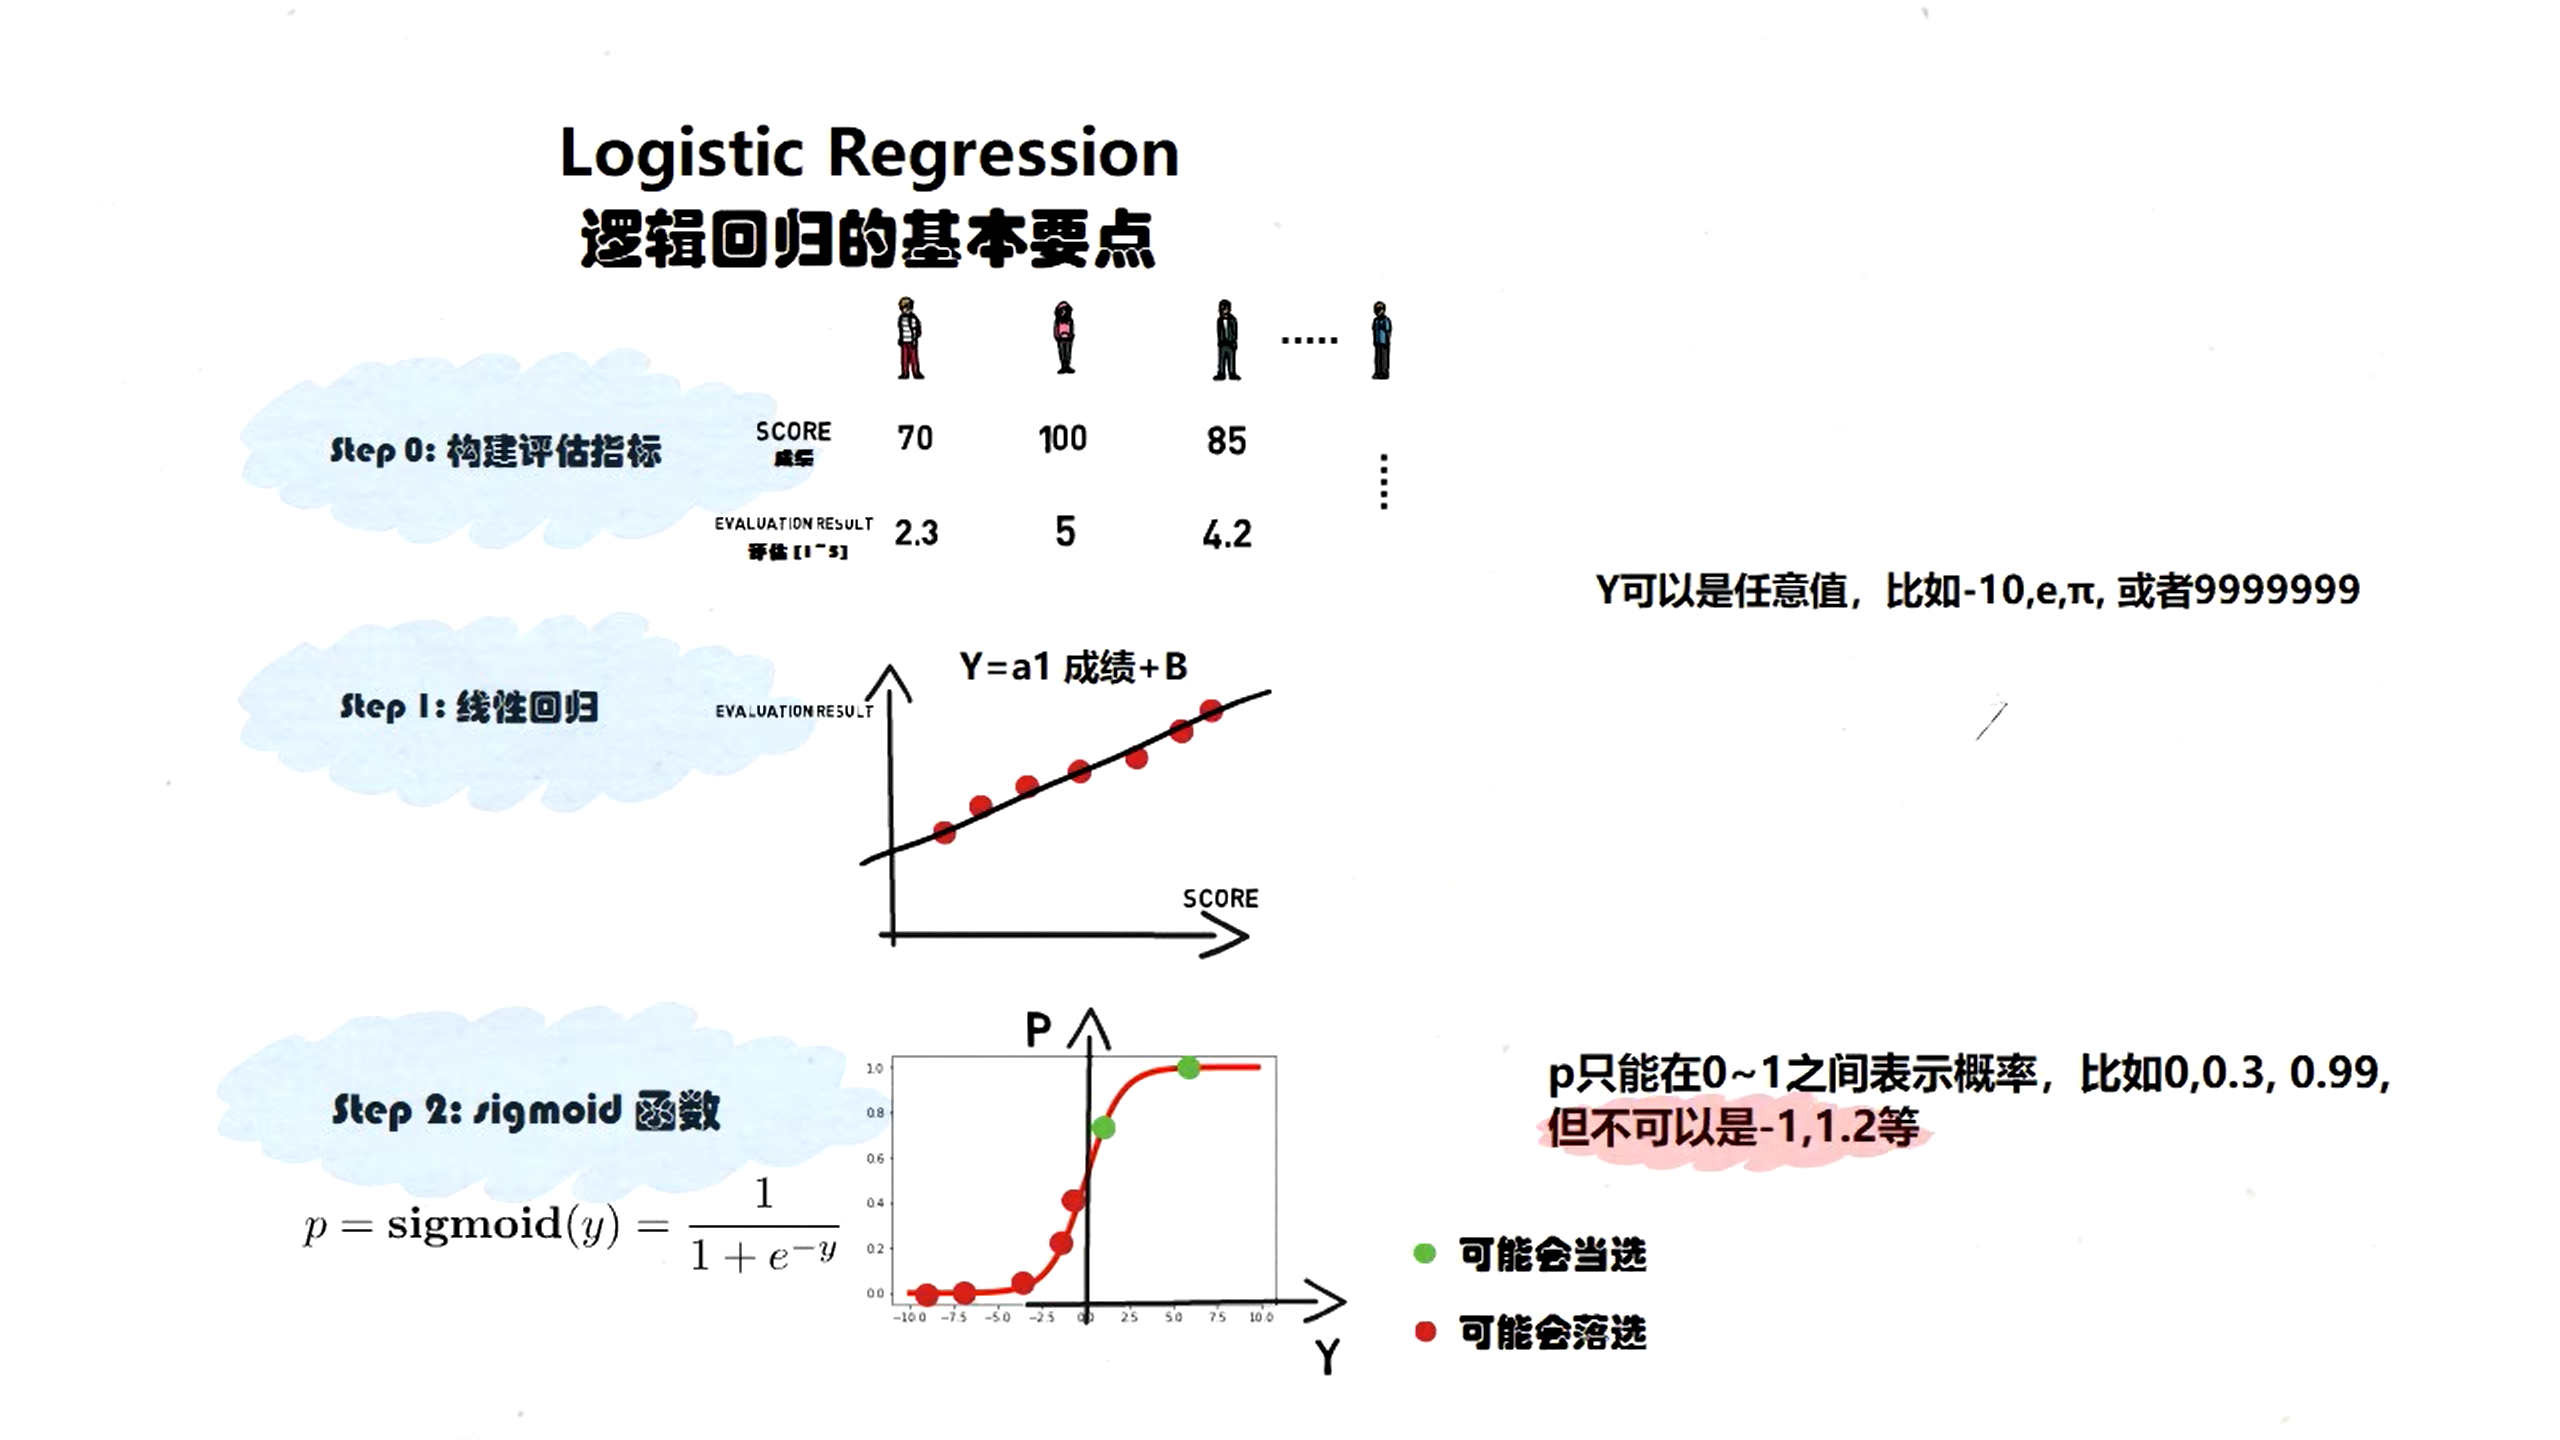 Logistic Regression
逻辑回归的基本要点
Step 0: 构建评估指标
SCORE 70 100 85 .....
成绩
EVALUATION RESULT 2.3 5 4.2
评估 [1~5]
Y可以是任意值，比如-10,e,π, 或者9999999
Step 1: 线性回归
Y=a1 成绩+B
EVALUATION RESULT
SCORE
Step 2: sigmoid 函数
p = sigmoid(y) = 1 / (1 + e^{-y})
P
1.0
0.8
0.6
0.4
0.2
0.0
-10.0 -7.5 -5.0 -2.5 0.0 2.5 5.0 7.5 10.0
Y
p只能在0~1之间表示概率，比如0,0.3, 0.99,
但不可以是-1,1.2等
可能会当选
可能会落选